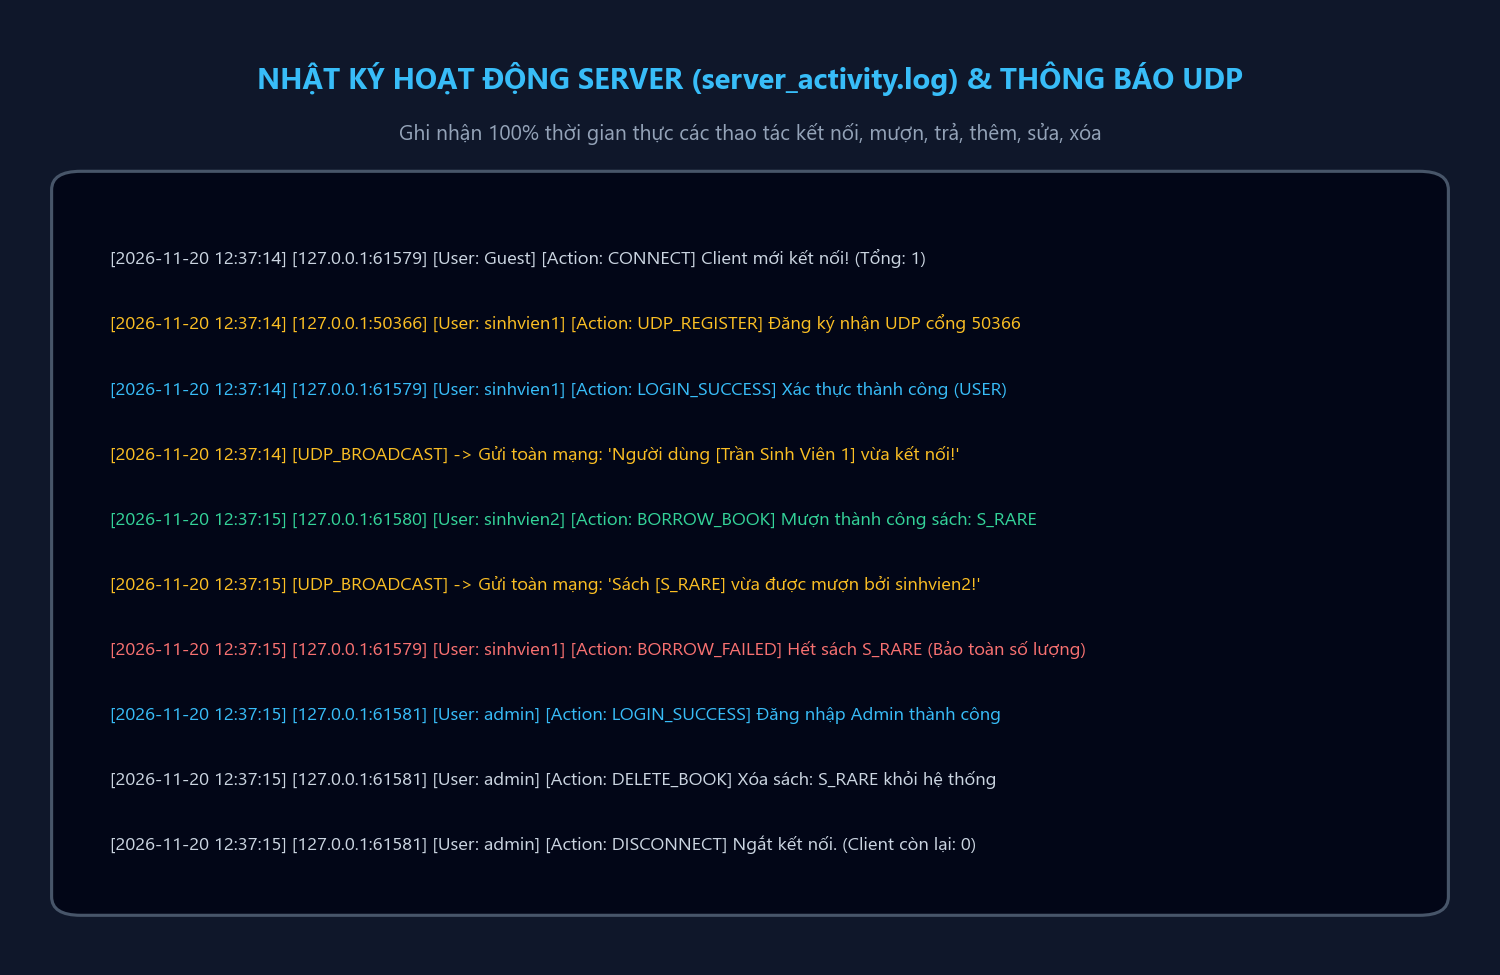 NHẬT KÝ HOẠT ĐỘNG SERVER (server_activity.log) & THÔNG BÁO UDP
Ghi nhận 100% thời gian thực các thao tác kết nối, mượn, trả, thêm, sửa, xóa
[2026-11-20 12:37:14] [127.0.0.1:61579] [User: Guest] [Action: CONNECT] Client mới kết nối! (Tổng: 1)
[2026-11-20 12:37:14] [127.0.0.1:50366] [User: sinhvien1] [Action: UDP_REGISTER] Đăng ký nhận UDP cổng 50366
[2026-11-20 12:37:14] [127.0.0.1:61579] [User: sinhvien1] [Action: LOGIN_SUCCESS] Xác thực thành công (USER)
[2026-11-20 12:37:14] [UDP_BROADCAST] -> Gửi toàn mạng: 'Người dùng [Trần Sinh Viên 1] vừa kết nối!'
[2026-11-20 12:37:15] [127.0.0.1:61580] [User: sinhvien2] [Action: BORROW_BOOK] Mượn thành công sách: S_RARE
[2026-11-20 12:37:15] [UDP_BROADCAST] -> Gửi toàn mạng: 'Sách [S_RARE] vừa được mượn bởi sinhvien2!'
[2026-11-20 12:37:15] [127.0.0.1:61579] [User: sinhvien1] [Action: BORROW_FAILED] Hết sách S_RARE (Bảo toàn số lượng)
[2026-11-20 12:37:15] [127.0.0.1:61581] [User: admin] [Action: LOGIN_SUCCESS] Đăng nhập Admin thành công
[2026-11-20 12:37:15] [127.0.0.1:61581] [User: admin] [Action: DELETE_BOOK] Xóa sách: S_RARE khỏi hệ thống
[2026-11-20 12:37:15] [127.0.0.1:61581] [User: admin] [Action: DISCONNECT] Ngắt kết nối. (Client còn lại: 0)